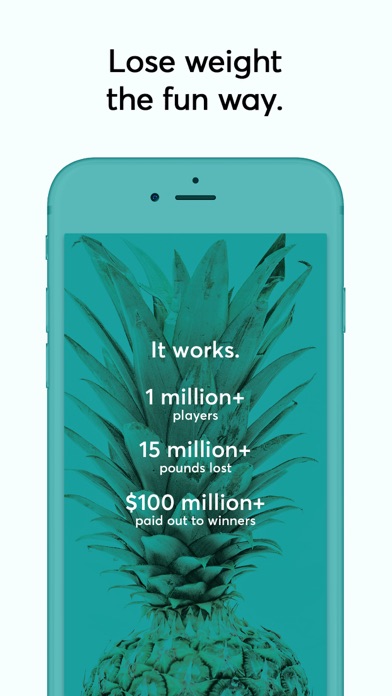 Lose weight
the fun way.
It works.
1 million+
players
15 million+
pounds lost
$100 million+
paid out to winners